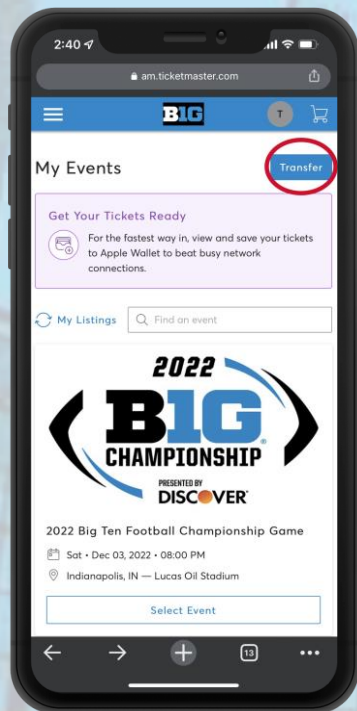 2:40
am.ticketmaster.com
B1G
T
My Events
Transfer
Get Your Tickets Ready
For the fastest way in, view and save your tickets
to Apple Wallet to beat busy network
connections.
My Listings
Find an event
2022
B1G
CHAMPIONSHIP
PRESENTED BY
DISCOVER
2022 Big Ten Football Championship Game
Sat • Dec 03, 2022 • 08:00 PM
Indianapolis, IN — Lucas Oil Stadium
Select Event
13